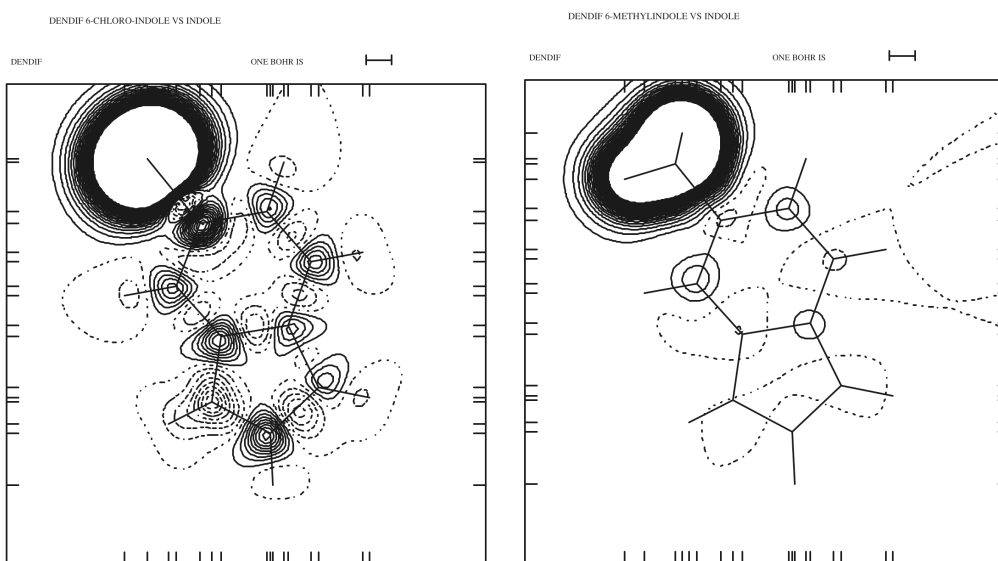 DENDIF 6-CHLORO-INDOLE VS INDOLE
DENDIF
ONE BOHR IS
DENDIF 6-METHYLINDOLE VS INDOLE
DENDIF
ONE BOHR IS